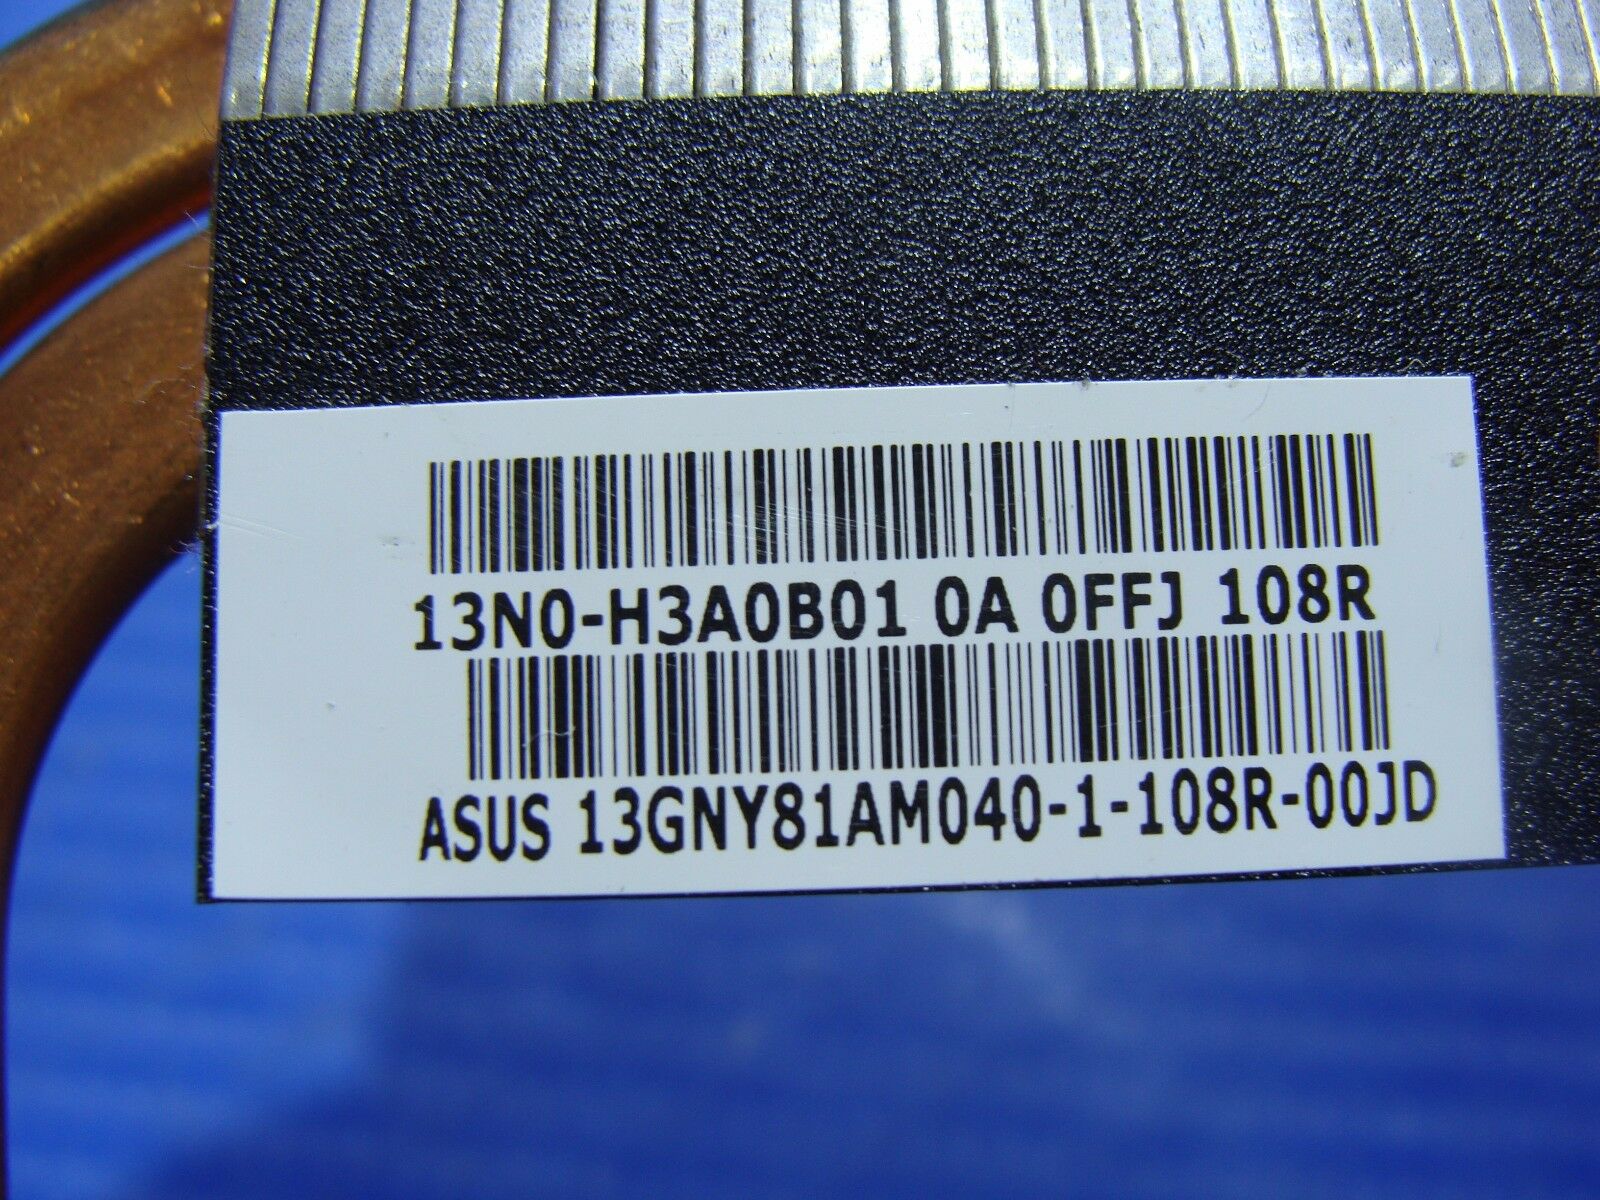 13N0-H3A0B01 0A 0FFJ 108R
ASUS 13GNY81AM040-1-108R-00JD